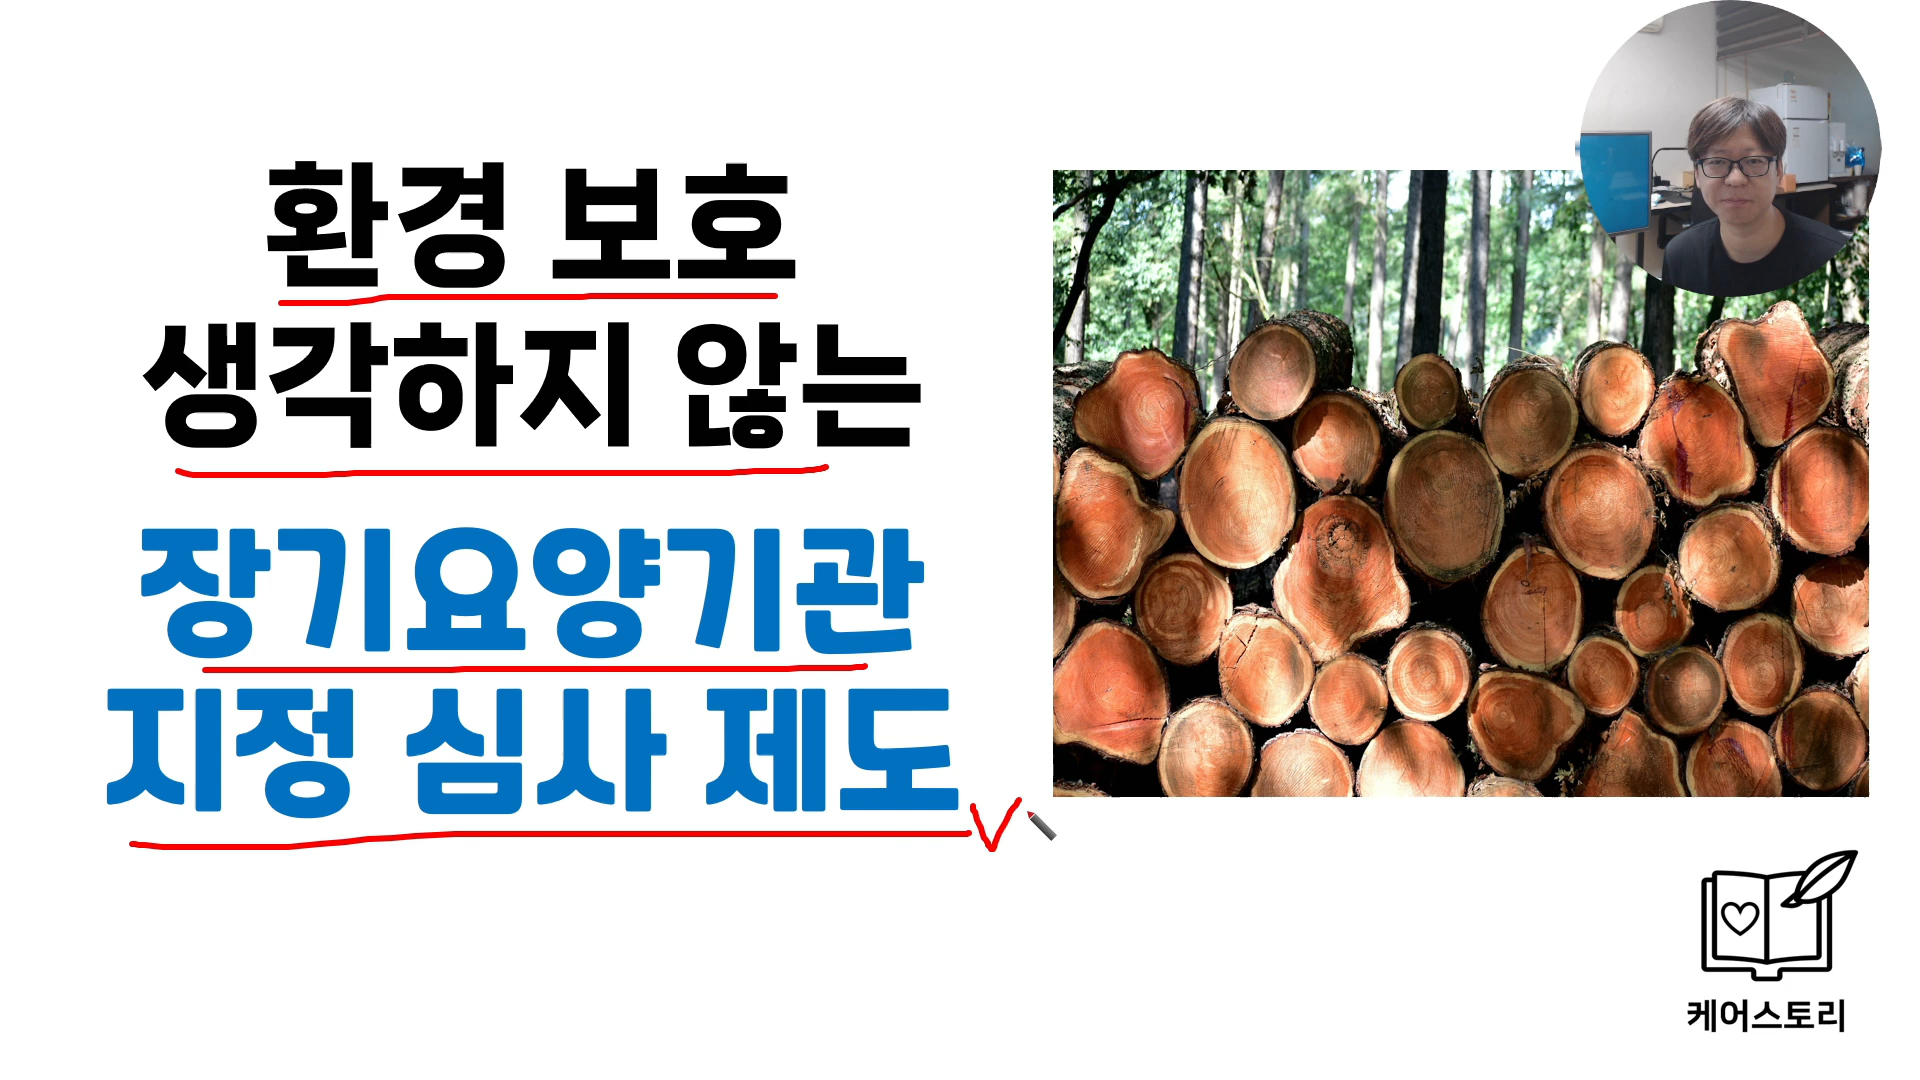 환경 보호
생각하지 않는
장기요양기관
지정 심사 제도
케어스토리